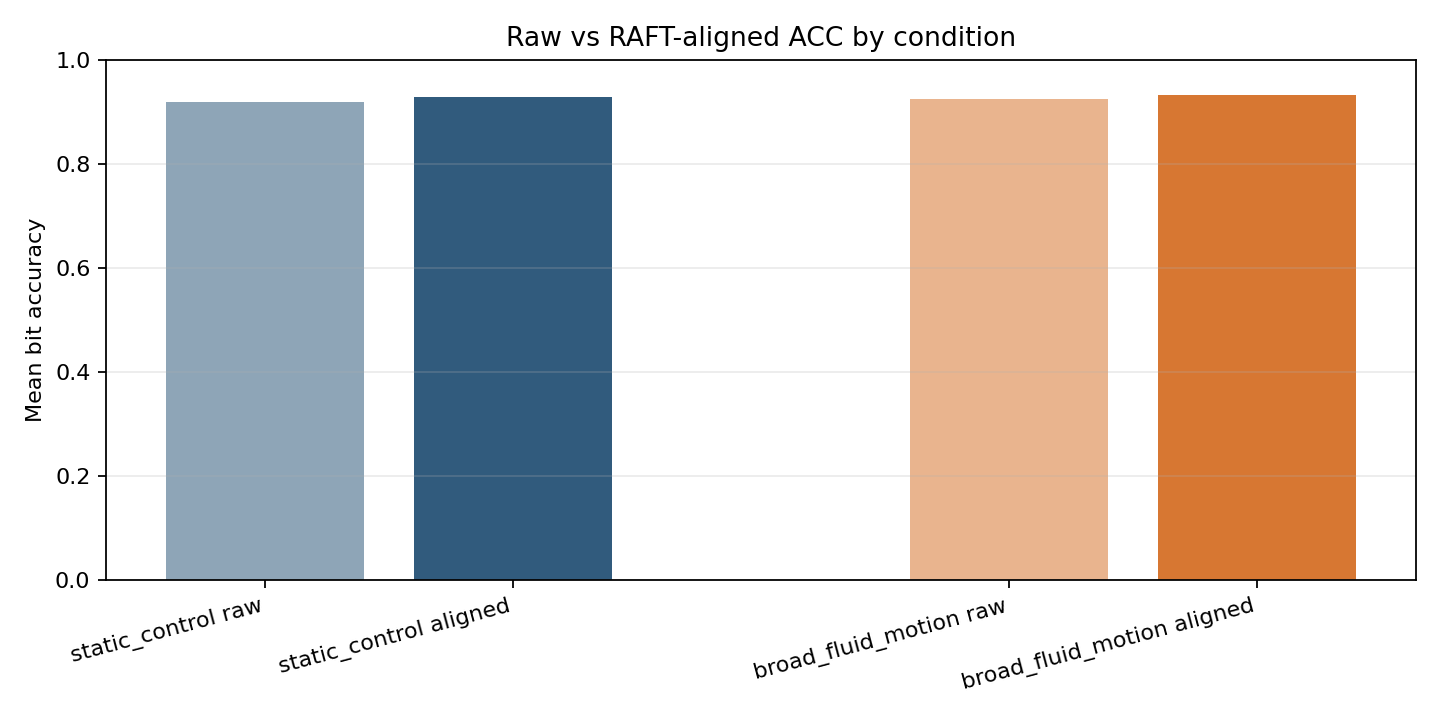 Raw vs RAFT-aligned ACC by condition
Mean bit accuracy
1.0
0.8
0.6
0.4
0.2
0.0
static_control raw
static_control aligned
broad_fluid_motion raw
broad_fluid_motion aligned